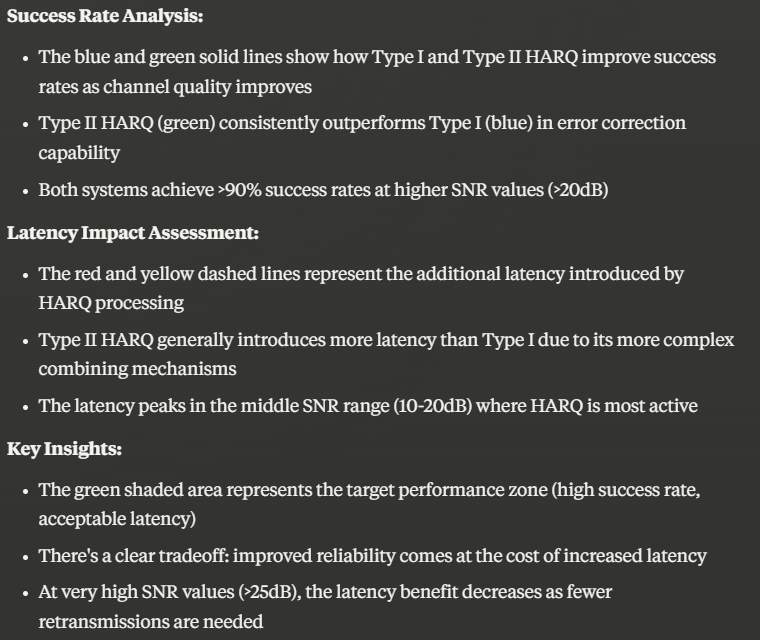 Success Rate Analysis:
• The blue and green solid lines show how Type I and Type II HARQ improve success
rates as channel quality improves
• Type II HARQ (green) consistently outperforms Type I (blue) in error correction
capability
• Both systems achieve >90% success rates at higher SNR values (>20dB)
Latency Impact Assessment:
• The red and yellow dashed lines represent the additional latency introduced by
HARQ processing
• Type II HARQ generally introduces more latency than Type I due to its more complex
combining mechanisms
• The latency peaks in the middle SNR range (10-20dB) where HARQ is most active
Key Insights:
• The green shaded area represents the target performance zone (high success rate,
acceptable latency)
• There's a clear tradeoff: improved reliability comes at the cost of increased latency
• At very high SNR values (>25dB), the latency benefit decreases as fewer
retransmissions are needed